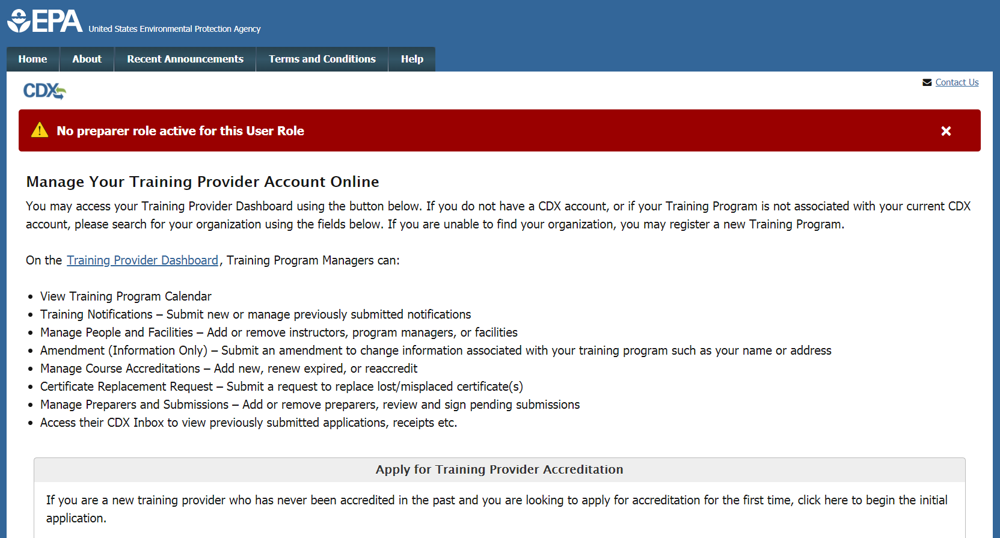 EPA United States Environmental Protection Agency
Home About Recent Announcements Terms and Conditions Help
CDX
Contact Us
No preparer role active for this User Role
Manage Your Training Provider Account Online
You may access your Training Provider Dashboard using the button below. If you do not have a CDX account, or if your Training Program is not associated with your current CDX
account, please search for your organization using the fields below. If you are unable to find your organization, you may register a new Training Program.
On the Training Provider Dashboard, Training Program Managers can:
• View Training Program Calendar
• Training Notifications – Submit new or manage previously submitted notifications
• Manage People and Facilities – Add or remove instructors, program managers, or facilities
• Amendment (Information Only) – Submit an amendment to change information associated with your training program such as your name or address
• Manage Course Accreditations – Add new, renew expired, or reaccredit
• Certificate Replacement Request – Submit a request to replace lost/misplaced certificate(s)
• Manage Preparers and Submissions – Add or remove preparers, review and sign pending submissions
• Access their CDX Inbox to view previously submitted applications, receipts etc.
Apply for Training Provider Accreditation
If you are a new training provider who has never been accredited in the past and you are looking to apply for accreditation for the first time, click here to begin the initial
application.